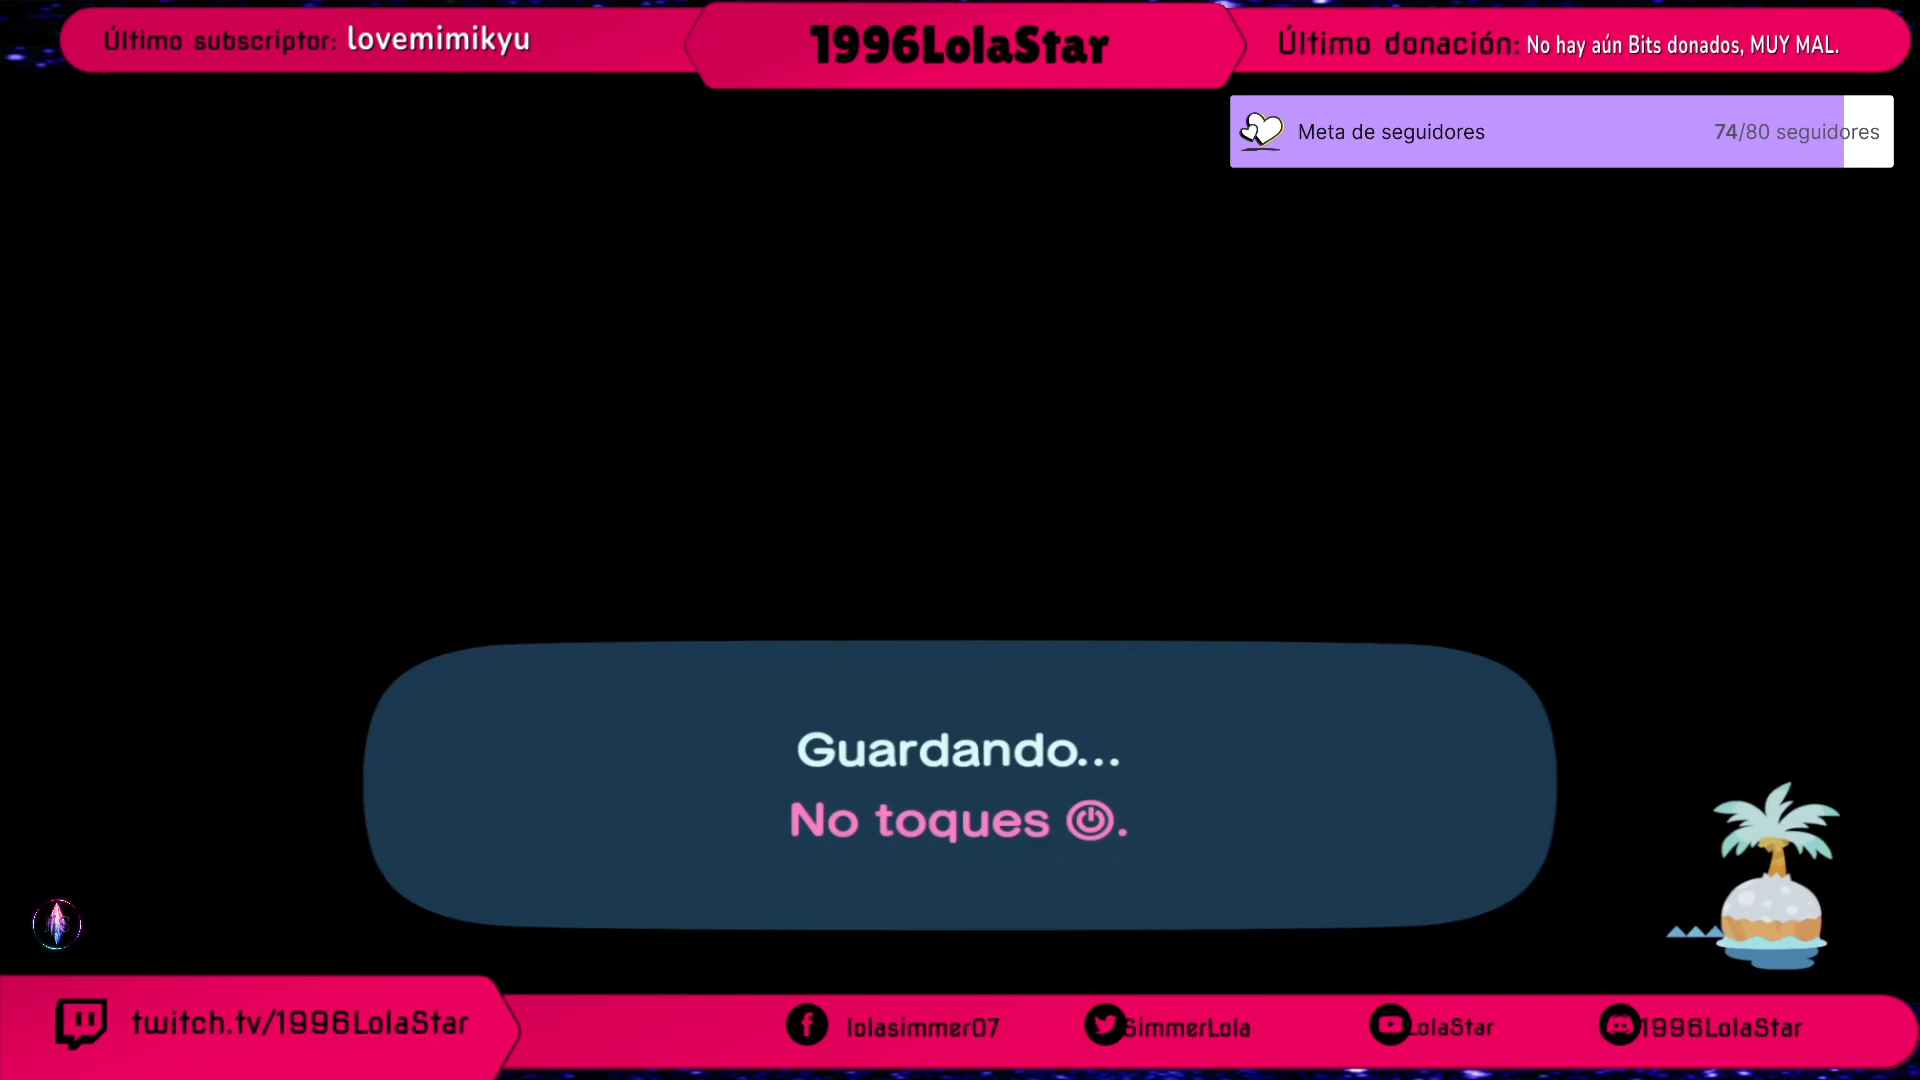 Último subscriptor: lovemimikyu
1996LolaStar
Último donación: No hay aún Bits donados, MUY MAL.
Meta de seguidores
74/80 seguidores
Guardando...
No toques ⏻.
twitch.tv/1996LolaStar
lolasimmer07
SimmerLola
LolaStar
1996LolaStar